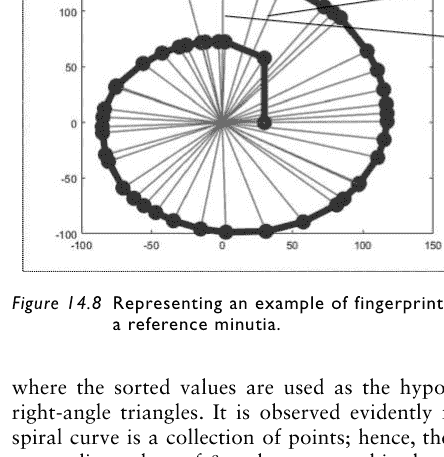 100
50
0
-50
-100
-100 -50 0 50 100 150
Figure 14.8 Representing an example of fingerprint
a reference minutia.
where the sorted values are used as the hypo
right-angle triangles. It is observed evidently
spiral curve is a collection of points; hence, the